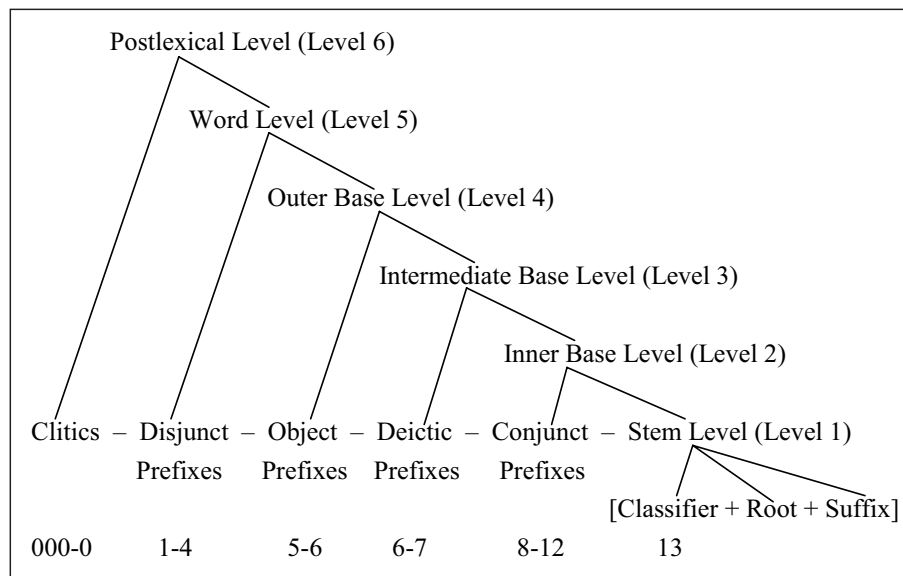 Postlexical Level (Level 6)
Word Level (Level 5)
Outer Base Level (Level 4)
Intermediate Base Level (Level 3)
Inner Base Level (Level 2)
Clitics – Disjunct – Object – Deictic – Conjunct – Stem Level (Level 1)
Prefixes Prefixes Prefixes Prefixes
[Classifier + Root + Suffix]
000-0 1-4 5-6 6-7 8-12 13